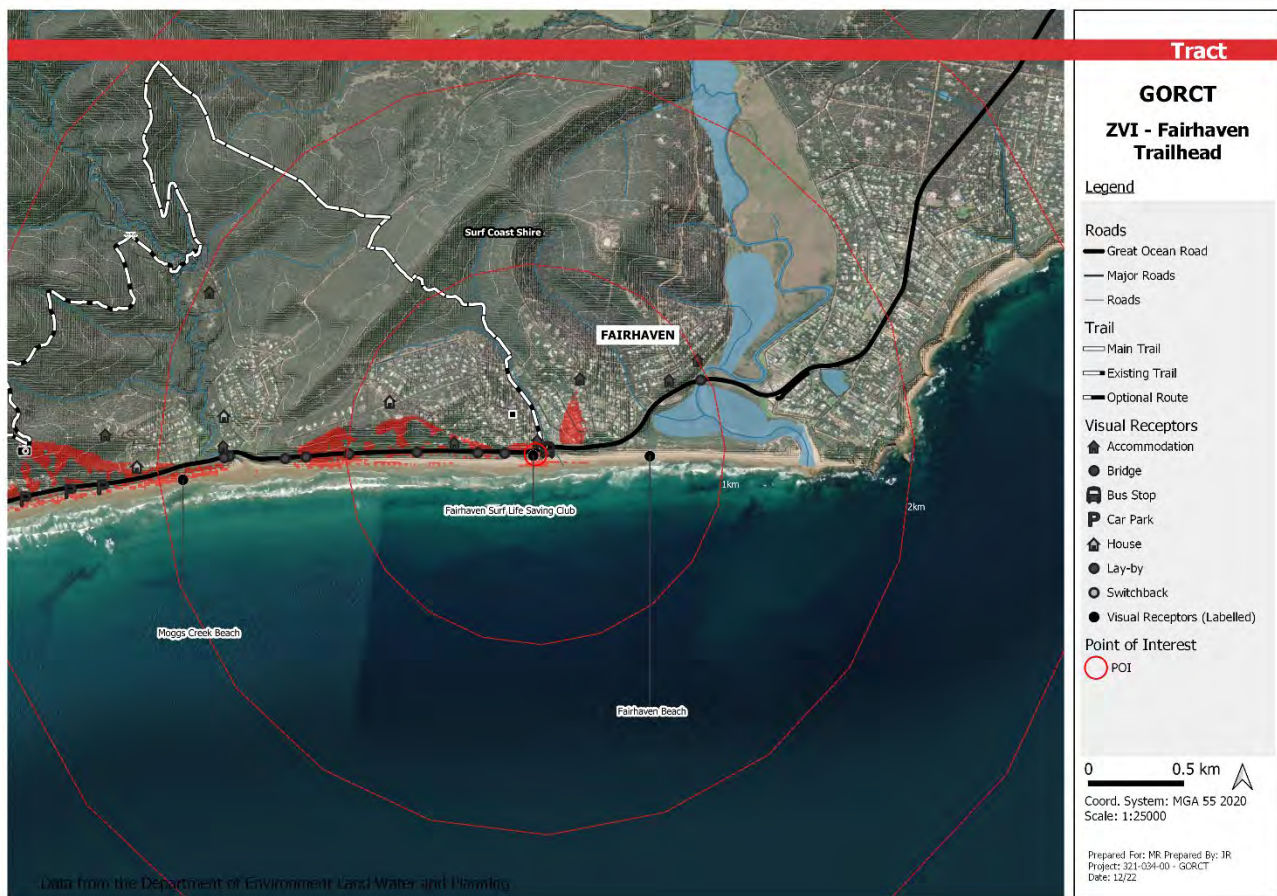 Tract
GORCT
ZVI - Fairhaven
Trailhead
Legend
Roads
Great Ocean Road
Major Roads
Roads
Trail
Main Trail
Existing Trail
Optional Route
Visual Receptors
Accommodation
Bridge
Bus Stop
P Car Park
House
Lay-by
Switchback
Visual Receptors (Labelled)
Point of Interest
POI
0 0.5 km
Coord. System: MGA 55 2020
Scale: 1:25000
Prepared For: MR Prepared By: JR
Project: 321-034-00 - GORCT
Date: 12/22
Surf Coast Shire
FAIRHAVEN
P
P
P
1km
2km
Fairhaven Surf Life Saving Club
Moggs Creek Beach
Fairhaven Beach
Data from the Department of Environment Land Water and Planning